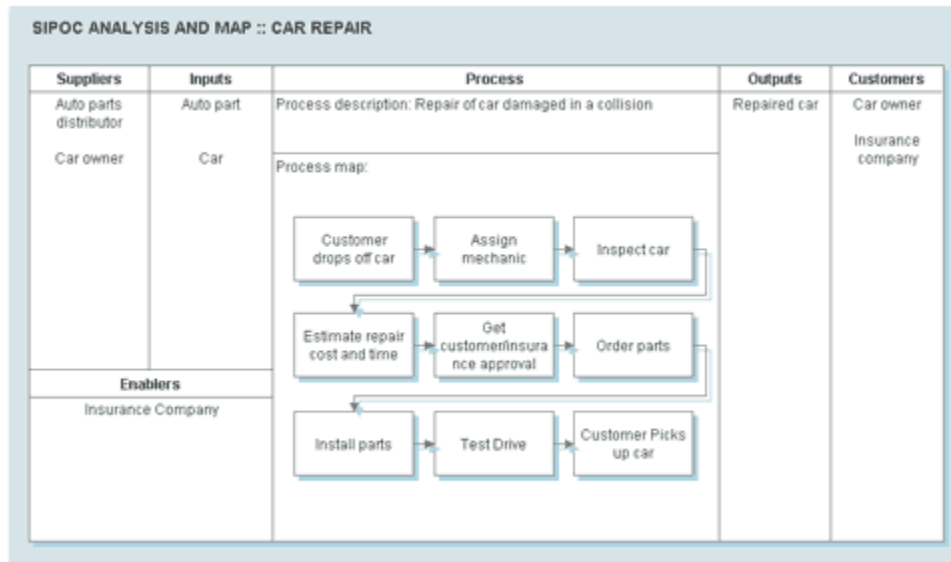 SIPOC ANALYSIS AND MAP :: CAR REPAIR
Suppliers
Inputs
Process
Outputs
Customers
Auto parts
distributor
Car owner
Auto part
Car
Process description: Repair of car damaged in a collision
Process map:
Customer
drops off car
Assign
mechanic
Inspect car
Estimate repair
cost and time
Get
customer/insura
nce approval
Order parts
Install parts
Test Drive
Customer Picks
up car
Repaired car
Car owner
Insurance
company
Enablers
Insurance Company